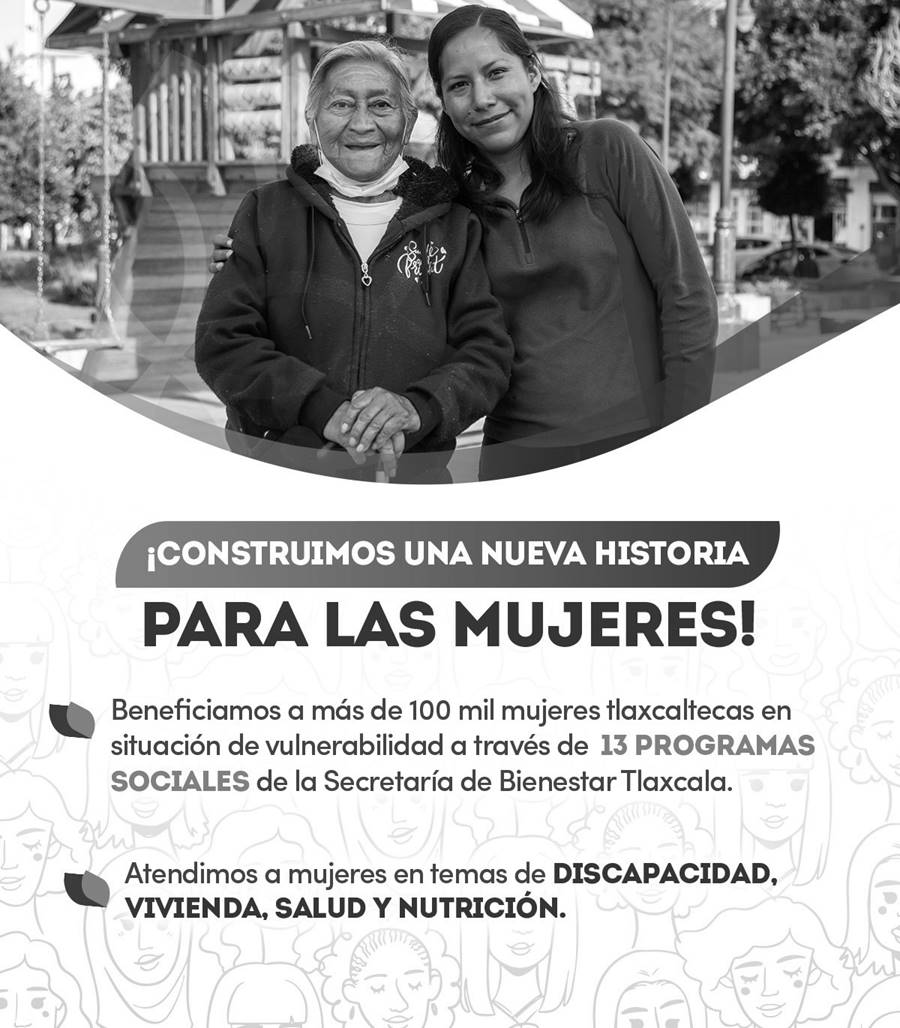 ¡CONSTRUIMOS UNA NUEVA HISTORIA
PARA LAS MUJERES!
Beneficiamos a más de 100 mil mujeres tlaxcaltecas en
situación de vulnerabilidad a través de 13 PROGRAMAS
SOCIALES de la Secretaría de Bienestar Tlaxcala.
Atendimos a mujeres en temas de DISCAPACIDAD,
VIVIENDA, SALUD Y NUTRICIÓN.